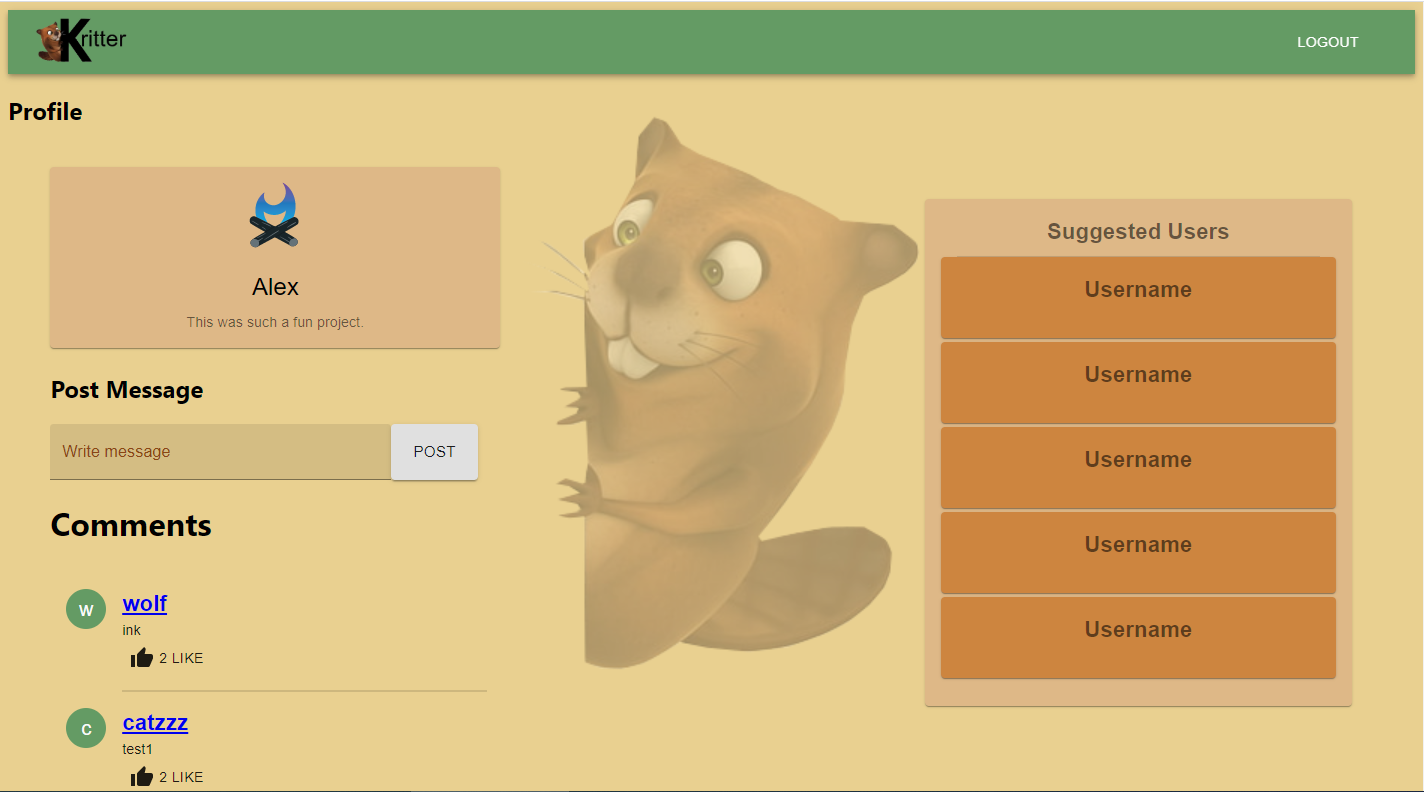 Kritter
LOGOUT
Profile
Alex
This was such a fun project.
Post Message
Write message
POST
Comments
W
wolf
ink
2 LIKE
C
catzzz
test1
2 LIKE
Suggested Users
Username
Username
Username
Username
Username